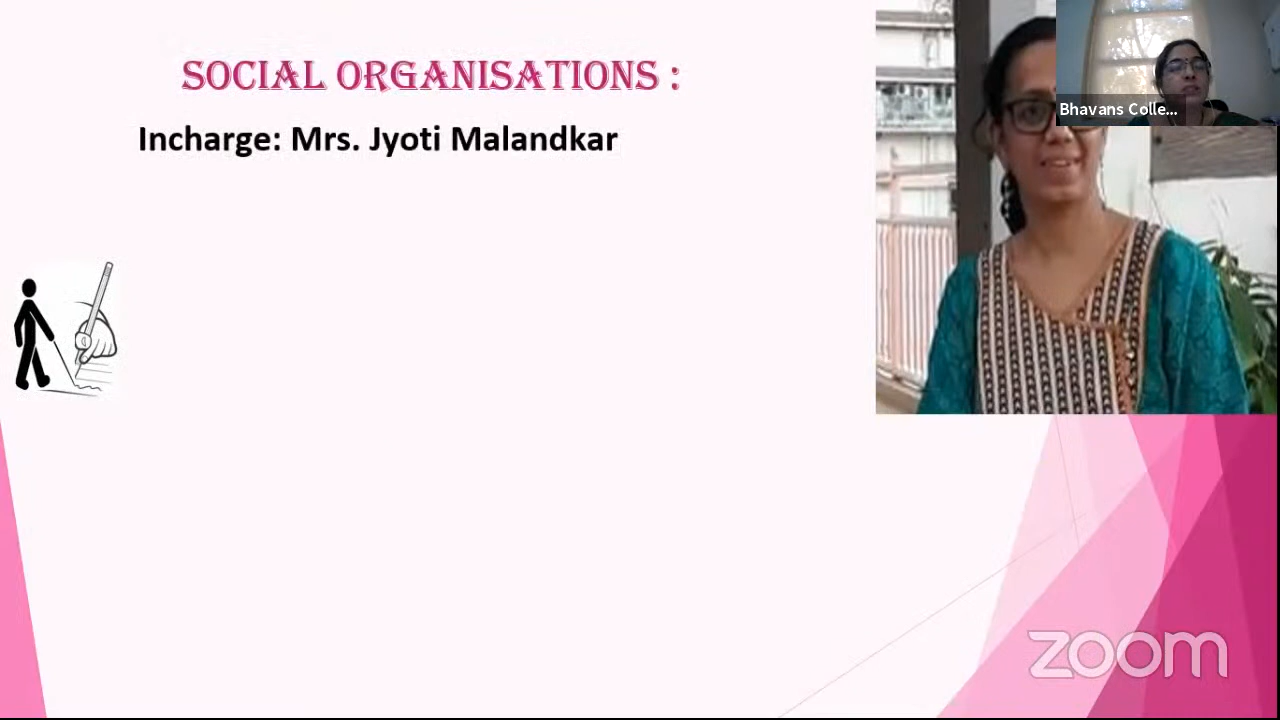 SOCIAL ORGANISATIONS :
Incharge: Mrs. Jyoti Malandkar
Bhavans Colle...
zoom